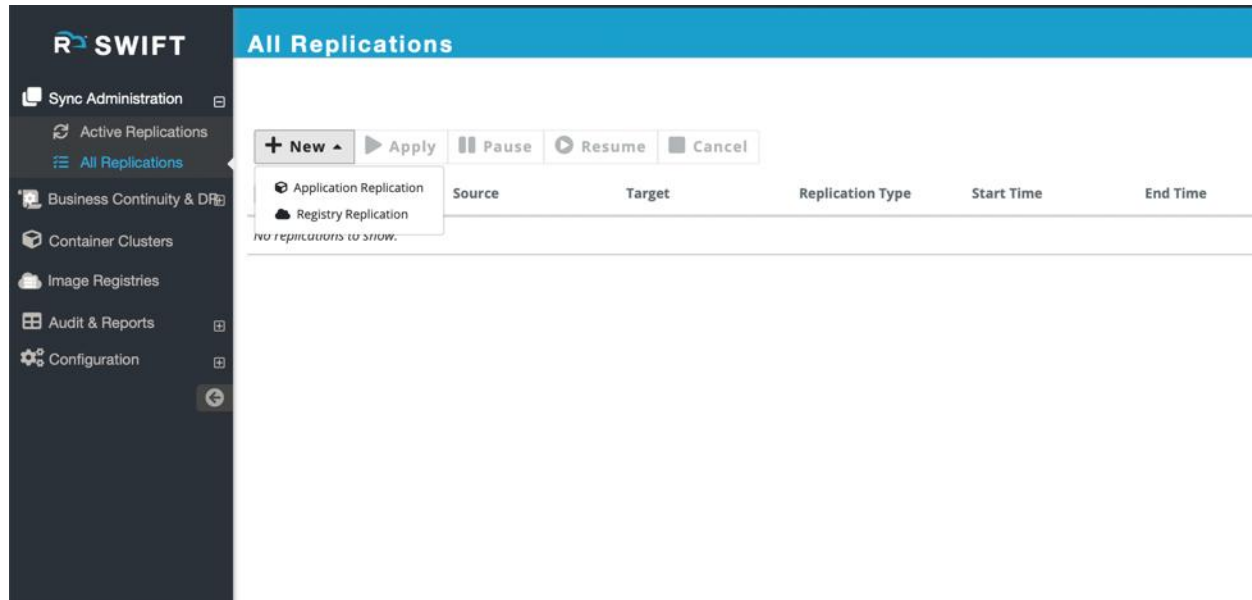 R SWIFT
All Replications
Sync Administration
Active Replications
All Replications
Business Continuity & DR
Container Clusters
Image Registries
Audit & Reports
Configuration
New
Apply
Pause
Resume
Cancel
Application Replication
Registry Replication
Source
Target
Replication Type
Start Time
End Time
No replications to show.